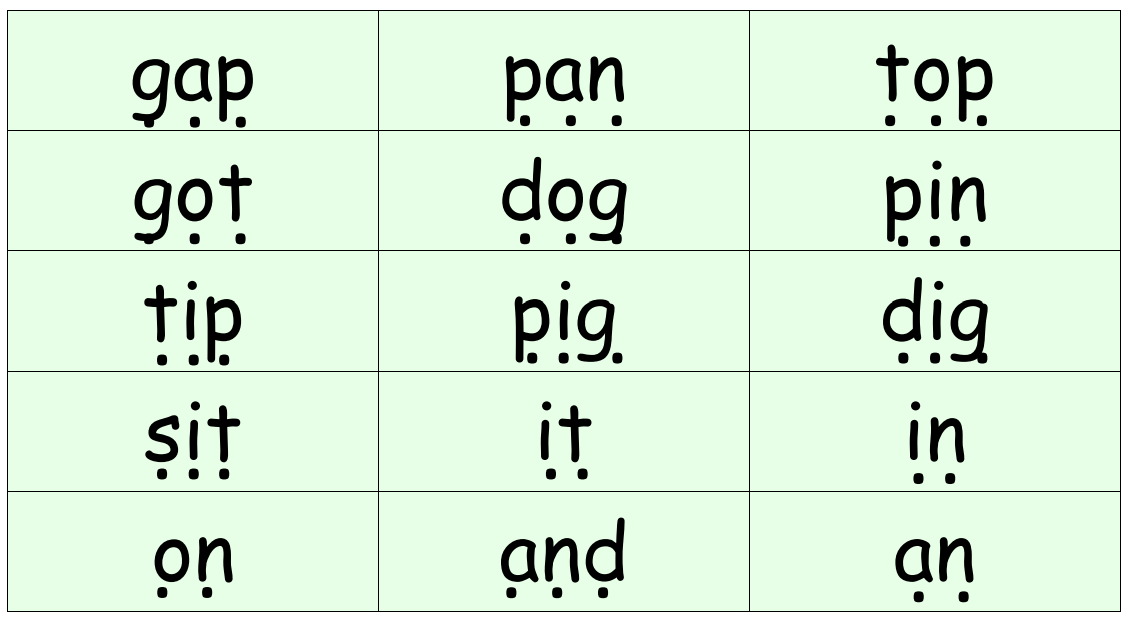 gap pan top
got dog pin
tip pig dig
sit it in
on and an